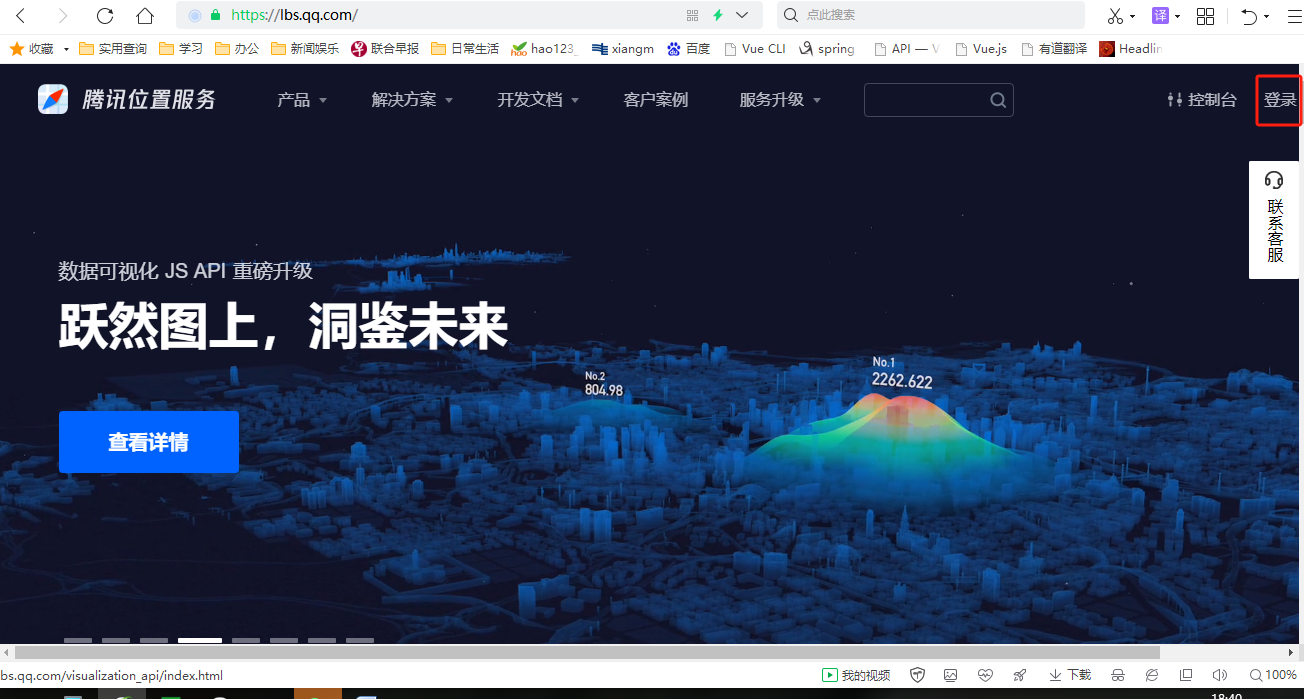 https://lbs.qq.com/
点此搜索
译
收藏 实用查询 学习 办公 新闻娱乐 联合早报 日常生活 hao123_ xiangm 百度 Vue CLI spring API — V Vue.js 有道翻译 Headlin
腾讯位置服务 产品 解决方案 开发文档 客户案例 服务升级 控制台 登录
联系客服
数据可视化 JS API 重磅升级
跃然图上，洞鉴未来
No.1
2262.622
No.2
804.98
查看详情
bs.qq.com/visualization_api/index.html 我的视频 下载 100%
18:40